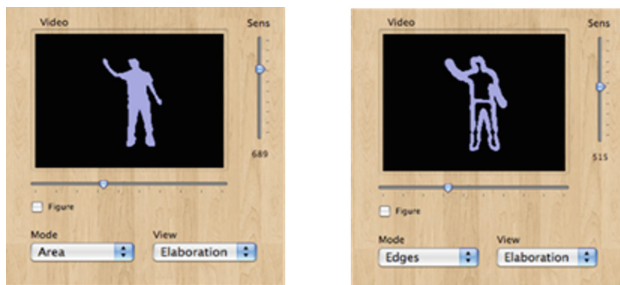 Video Sens
689
Figure
Mode View
Area Elaboration
Video Sens
515
Figure
Mode View
Edges Elaboration